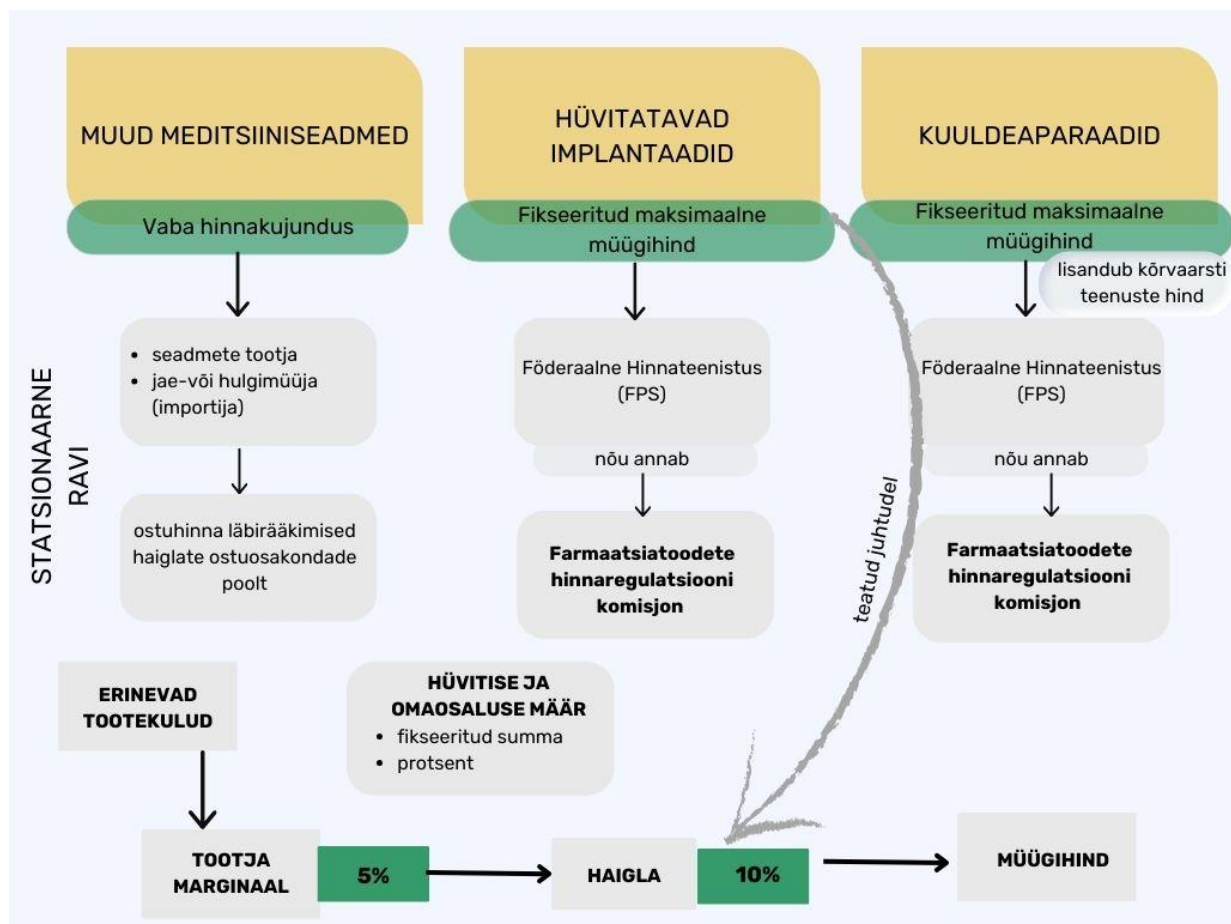 MUUD MEDITSIINISEADMED
Vaba hinnakujundus
• seadmete tootja
• jae-või hulgimüüja
(importija)
ostuhinna läbirääkimised
haiglate ostuosakondade
poolt
HÜVITATAVAD
IMPLANTAADID
Fikseeritud maksimaalne
müügihind
Föderaalne Hinnateenistus
(FPS)
nõu annab
Farmaatsiatoodete
hinnaregulatsiooni
komisjon
KUULDEAPARAADID
Fikseeritud maksimaalne
müügihind
lisandub kõrvaarsti
teenuste hind
Föderaalne Hinnateenistus
(FPS)
nõu annab
Farmaatsiatoodete
hinnaregulatsiooni
komisjon
teatud juhtudel
STATSIONAARNE
RAVI
ERINEVAD
TOOTEKULUD
HÜVITISE JA
OMAOSALUSE MÄÄR
• fikseeritud summa
• protsent
TOOTJA
MARGINAAL
5%
HAIGLA
10%
MÜÜGIHIND